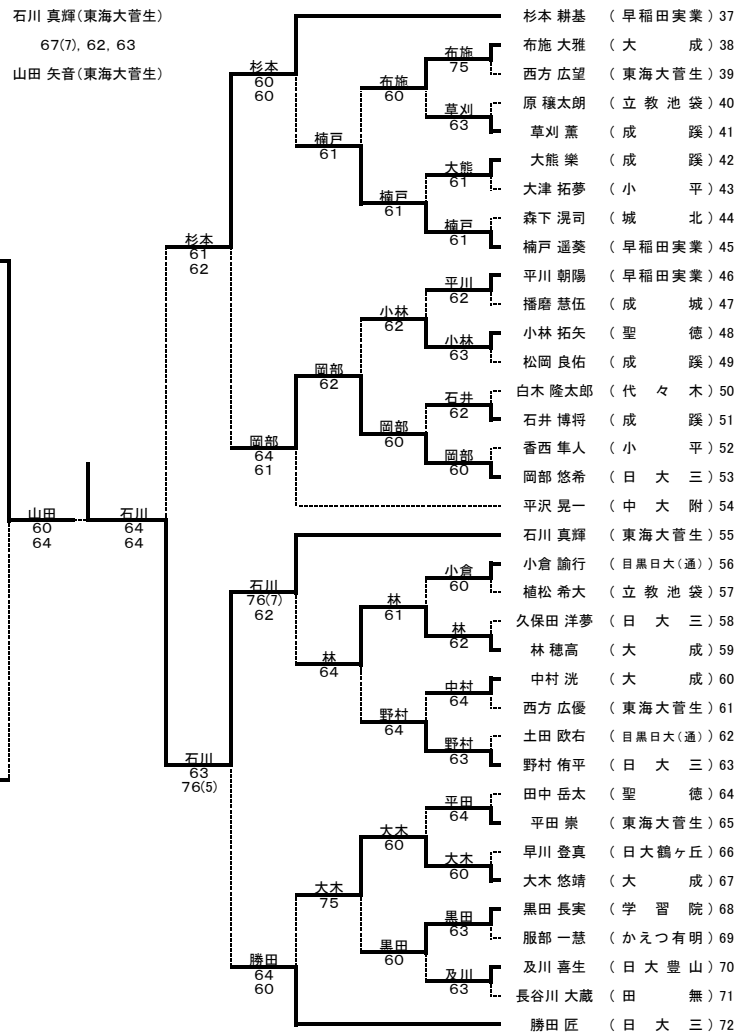 石川 真輝(東海大菅生)
67(7), 62, 63
山田 矢音(東海大菅生)
杉本 耕基 （早稲田実業）37
布施 大雅 （大成）38
西方 広望 （東海大菅生）39
原 穣太朗 （立教池袋）40
草刈 薫 （成蹊）41
大熊 樂 （成蹊）42
大津 拓夢 （小平）43
森下 滉司 （城北）44
楠戸 遥葵 （早稲田実業）45
平川 朝陽 （早稲田実業）46
播磨 慧伍 （成城）47
小林 拓矢 （聖徳）48
松岡 良佑 （成蹊）49
白木 隆太郎 （代々木）50
石井 博将 （成蹊）51
香西 隼人 （小平）52
岡部 悠希 （日大三）53
平沢 晃一 （中大附）54
石川 真輝 （東海大菅生）55
小倉 諭行 （目黒日大(通)）56
植松 希大 （立教池袋）57
久保田 洋夢 （日大三）58
林 穂高 （大成）59
中村 洸 （大成）60
西方 広優 （東海大菅生）61
土田 欧右 （目黒日大(通)）62
野村 侑平 （日大三）63
田中 岳太 （聖徳）64
平田 崇 （東海大菅生）65
早川 登真 （日大鶴ヶ丘）66
大木 悠靖 （大成）67
黒田 長実 （学習院）68
服部 一慧 （かえつ有明）69
及川 喜生 （日大豊山）70
長谷川 大蔵 （田無）71
勝田 匠 （日大三）72
布施
75
草刈
63
大熊
61
楠戸
61
平川
62
小林
63
石井
62
岡部
60
小倉
60
林
62
中村
64
野村
63
平田
64
大木
60
黒田
63
及川
63
布施
60
楠戸
61
小林
62
岡部
60
林
61
野村
64
大木
60
黒田
60
楠戸
61
岡部
62
林
64
大木
75
杉本
60
60
岡部
64
61
石川
76(7)
62
勝田
64
60
杉本
61
62
石川
63
76(5)
石川
64
64
山田
60
64